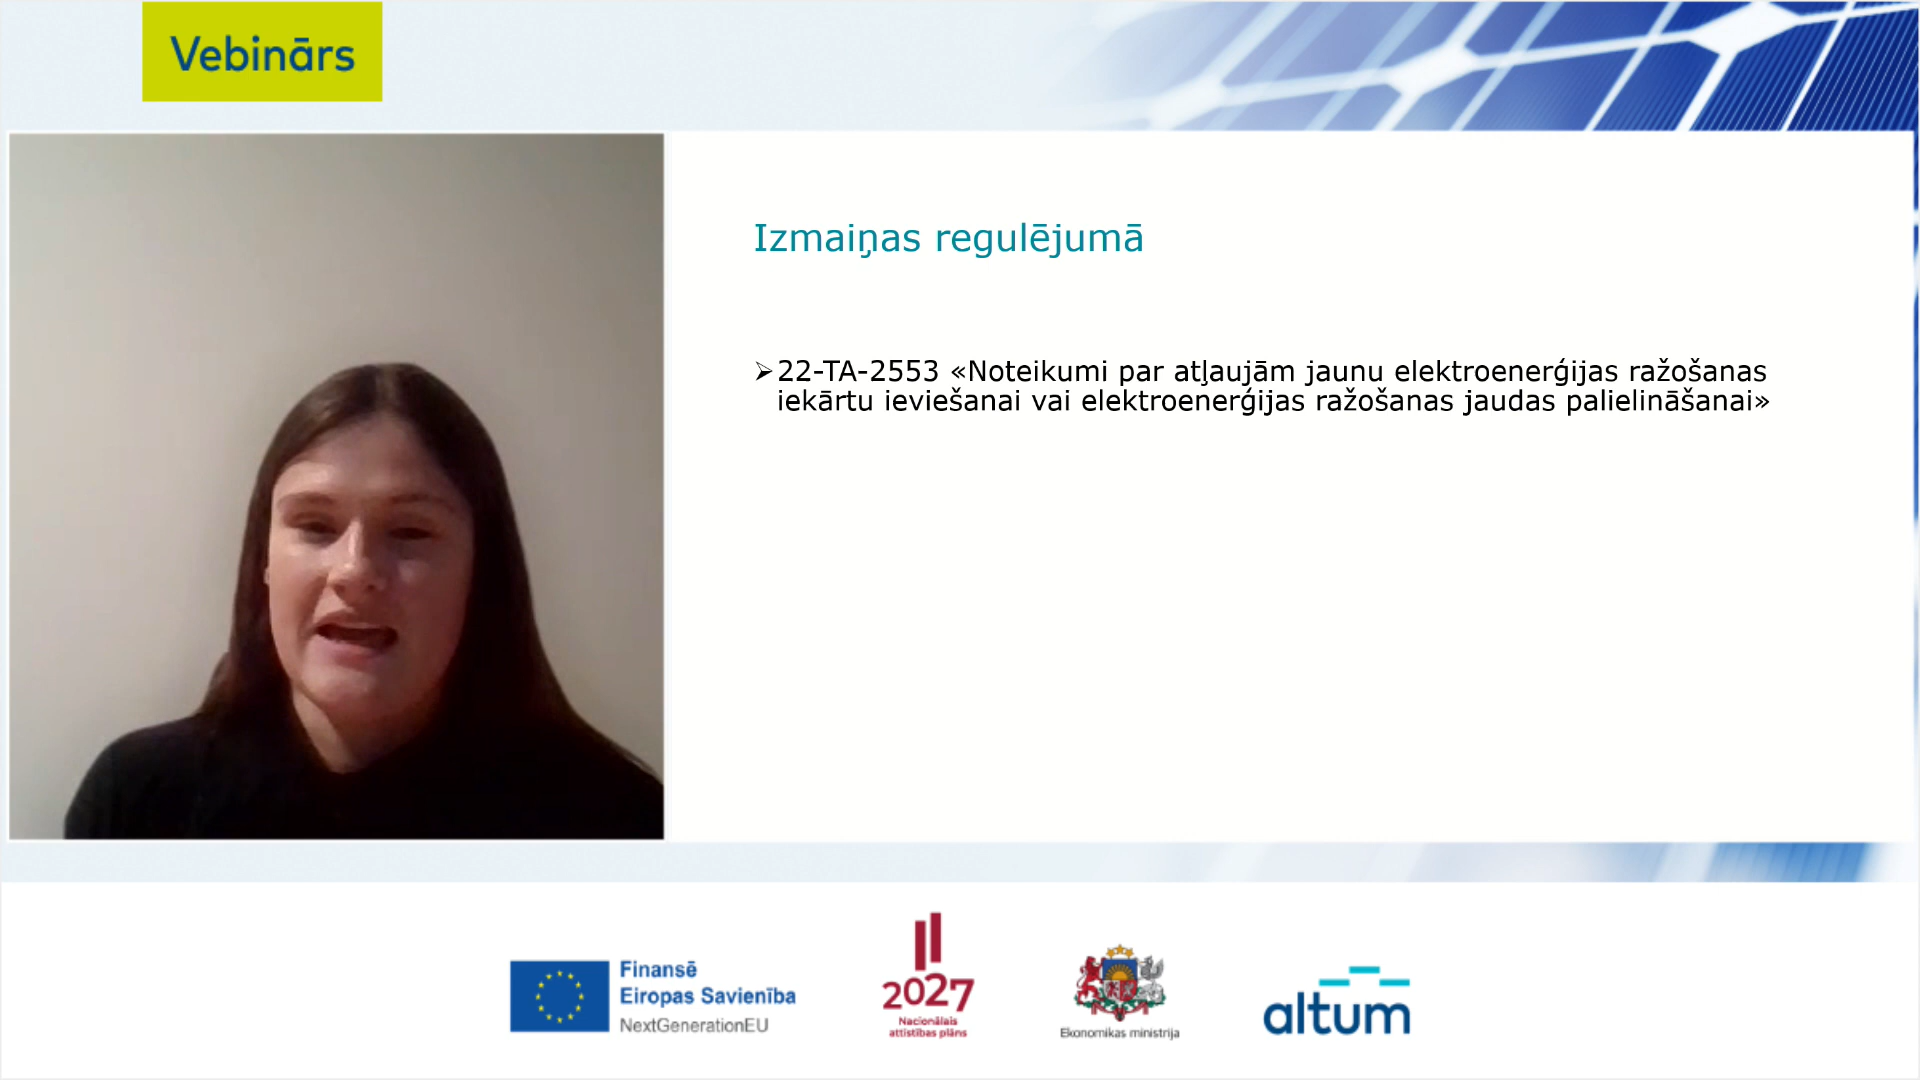 Vebinārs
Izmaiņas regulējumā
➢22-TA-2553 «Noteikumi par atļaujām jaunu elektroenerģijas ražošanas
iekārtu ieviešanai vai elektroenerģijas ražošanas jaudas palielināšanai»
Finansē
Eiropas Savienība
NextGenerationEU
2027
Nacionālais
attīstības plāns
Ekonomikas ministrija
altum